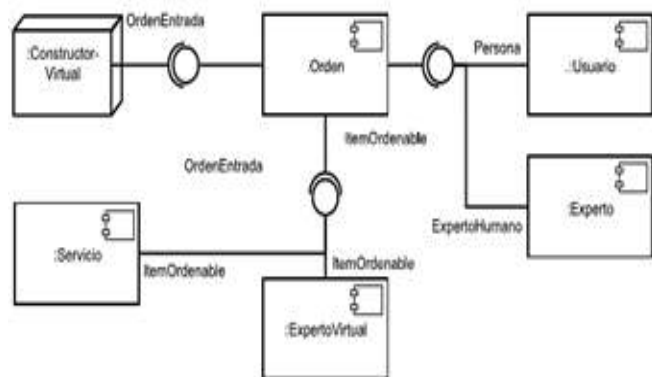 OrdenEntrada
:Constructor-
Virtual
.Orden
Persona
.:Usuario
ItemOrdenable
OrdenEntrada
:Experto
ExpertoHumano
:Servicio
ItemOrdenable
ItemOrdenable
:ExpertoVirtual